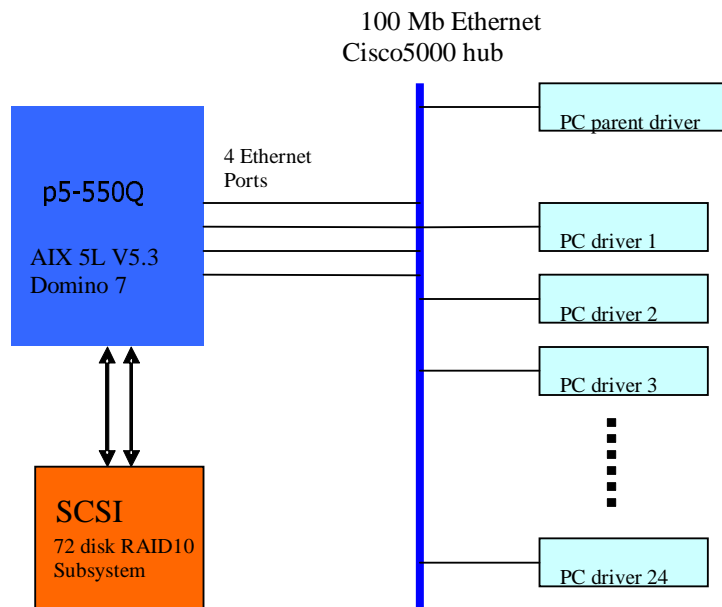 100 Mb Ethernet
Cisco5000 hub
p5-550Q
AIX 5L V5.3
Domino 7
4 Ethernet
Ports
PC parent driver
PC driver 1
PC driver 2
PC driver 3
PC driver 24
SCSI
72 disk RAID10
Subsystem